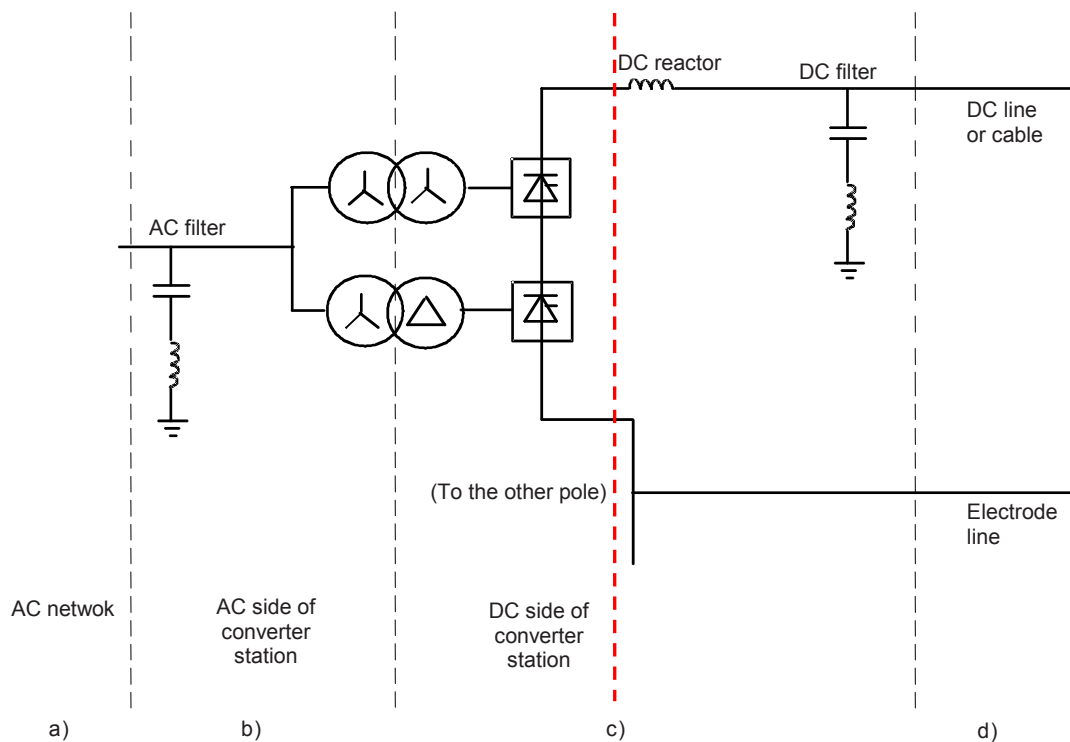 DC reactor
DC filter
DC line
or cable
AC filter
(To the other pole)
Electrode
line
AC netwok
AC side of
converter
station
DC side of
converter
station
a)
b)
c)
d)